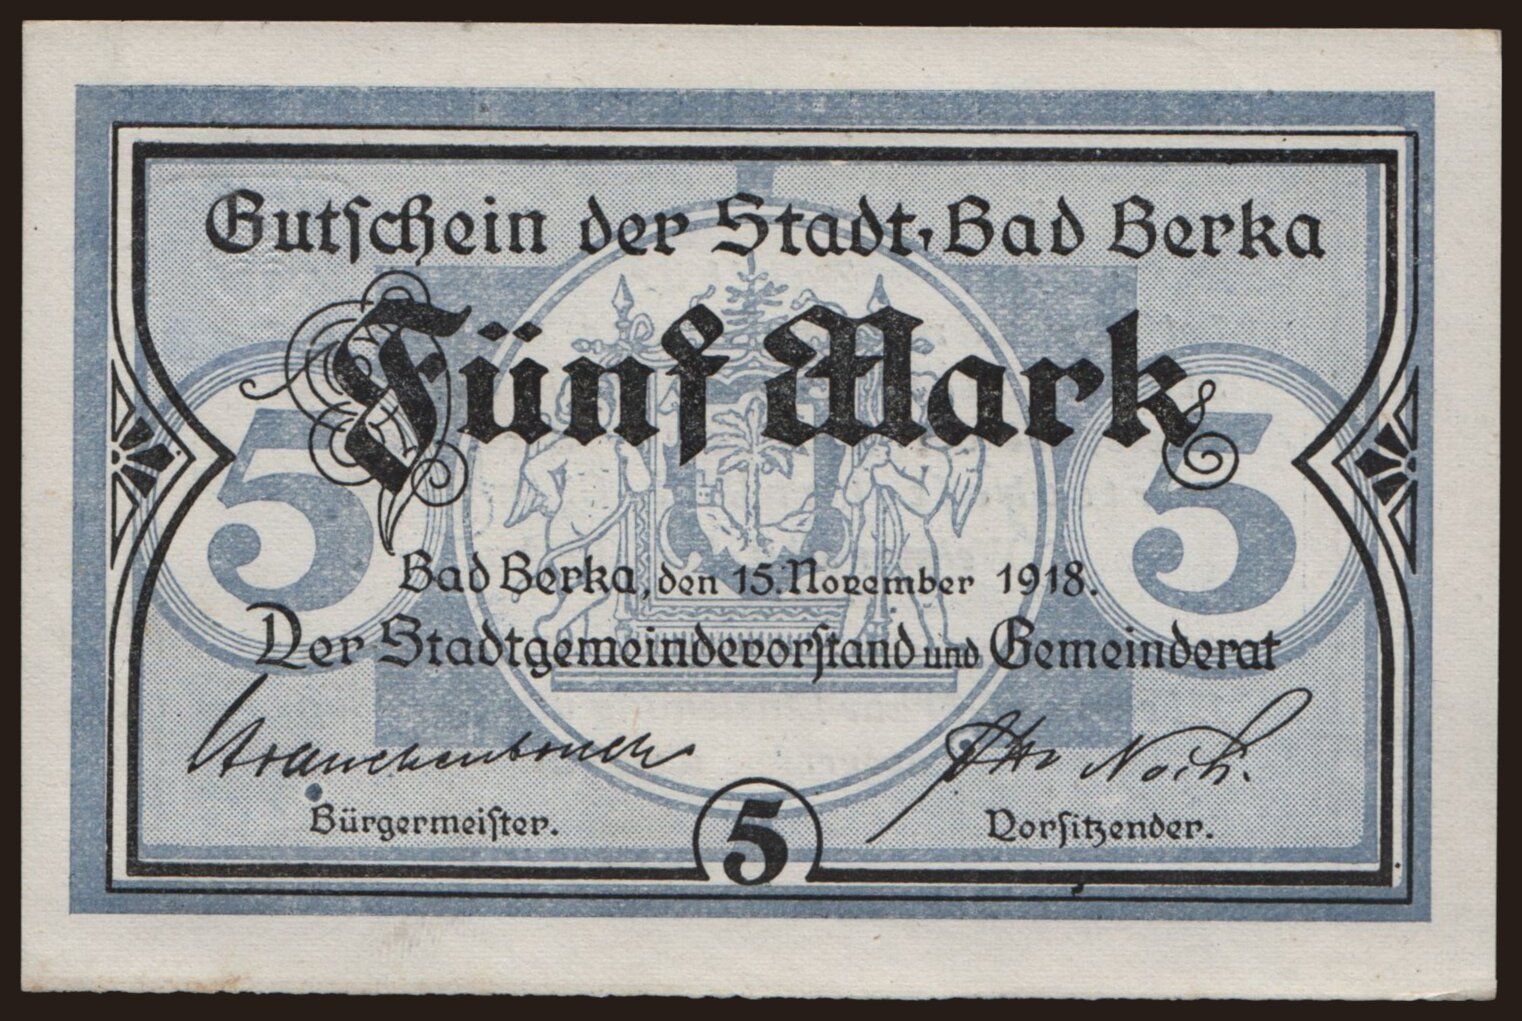 Gutschein der Stadt, Bad Berka
Fünf Mark
5 5
Bad Berka, den 15. November 1918.
Der Stadtgemeindevorstand und Gemeinderat
Bürgermeister. Vorsitzender.
5